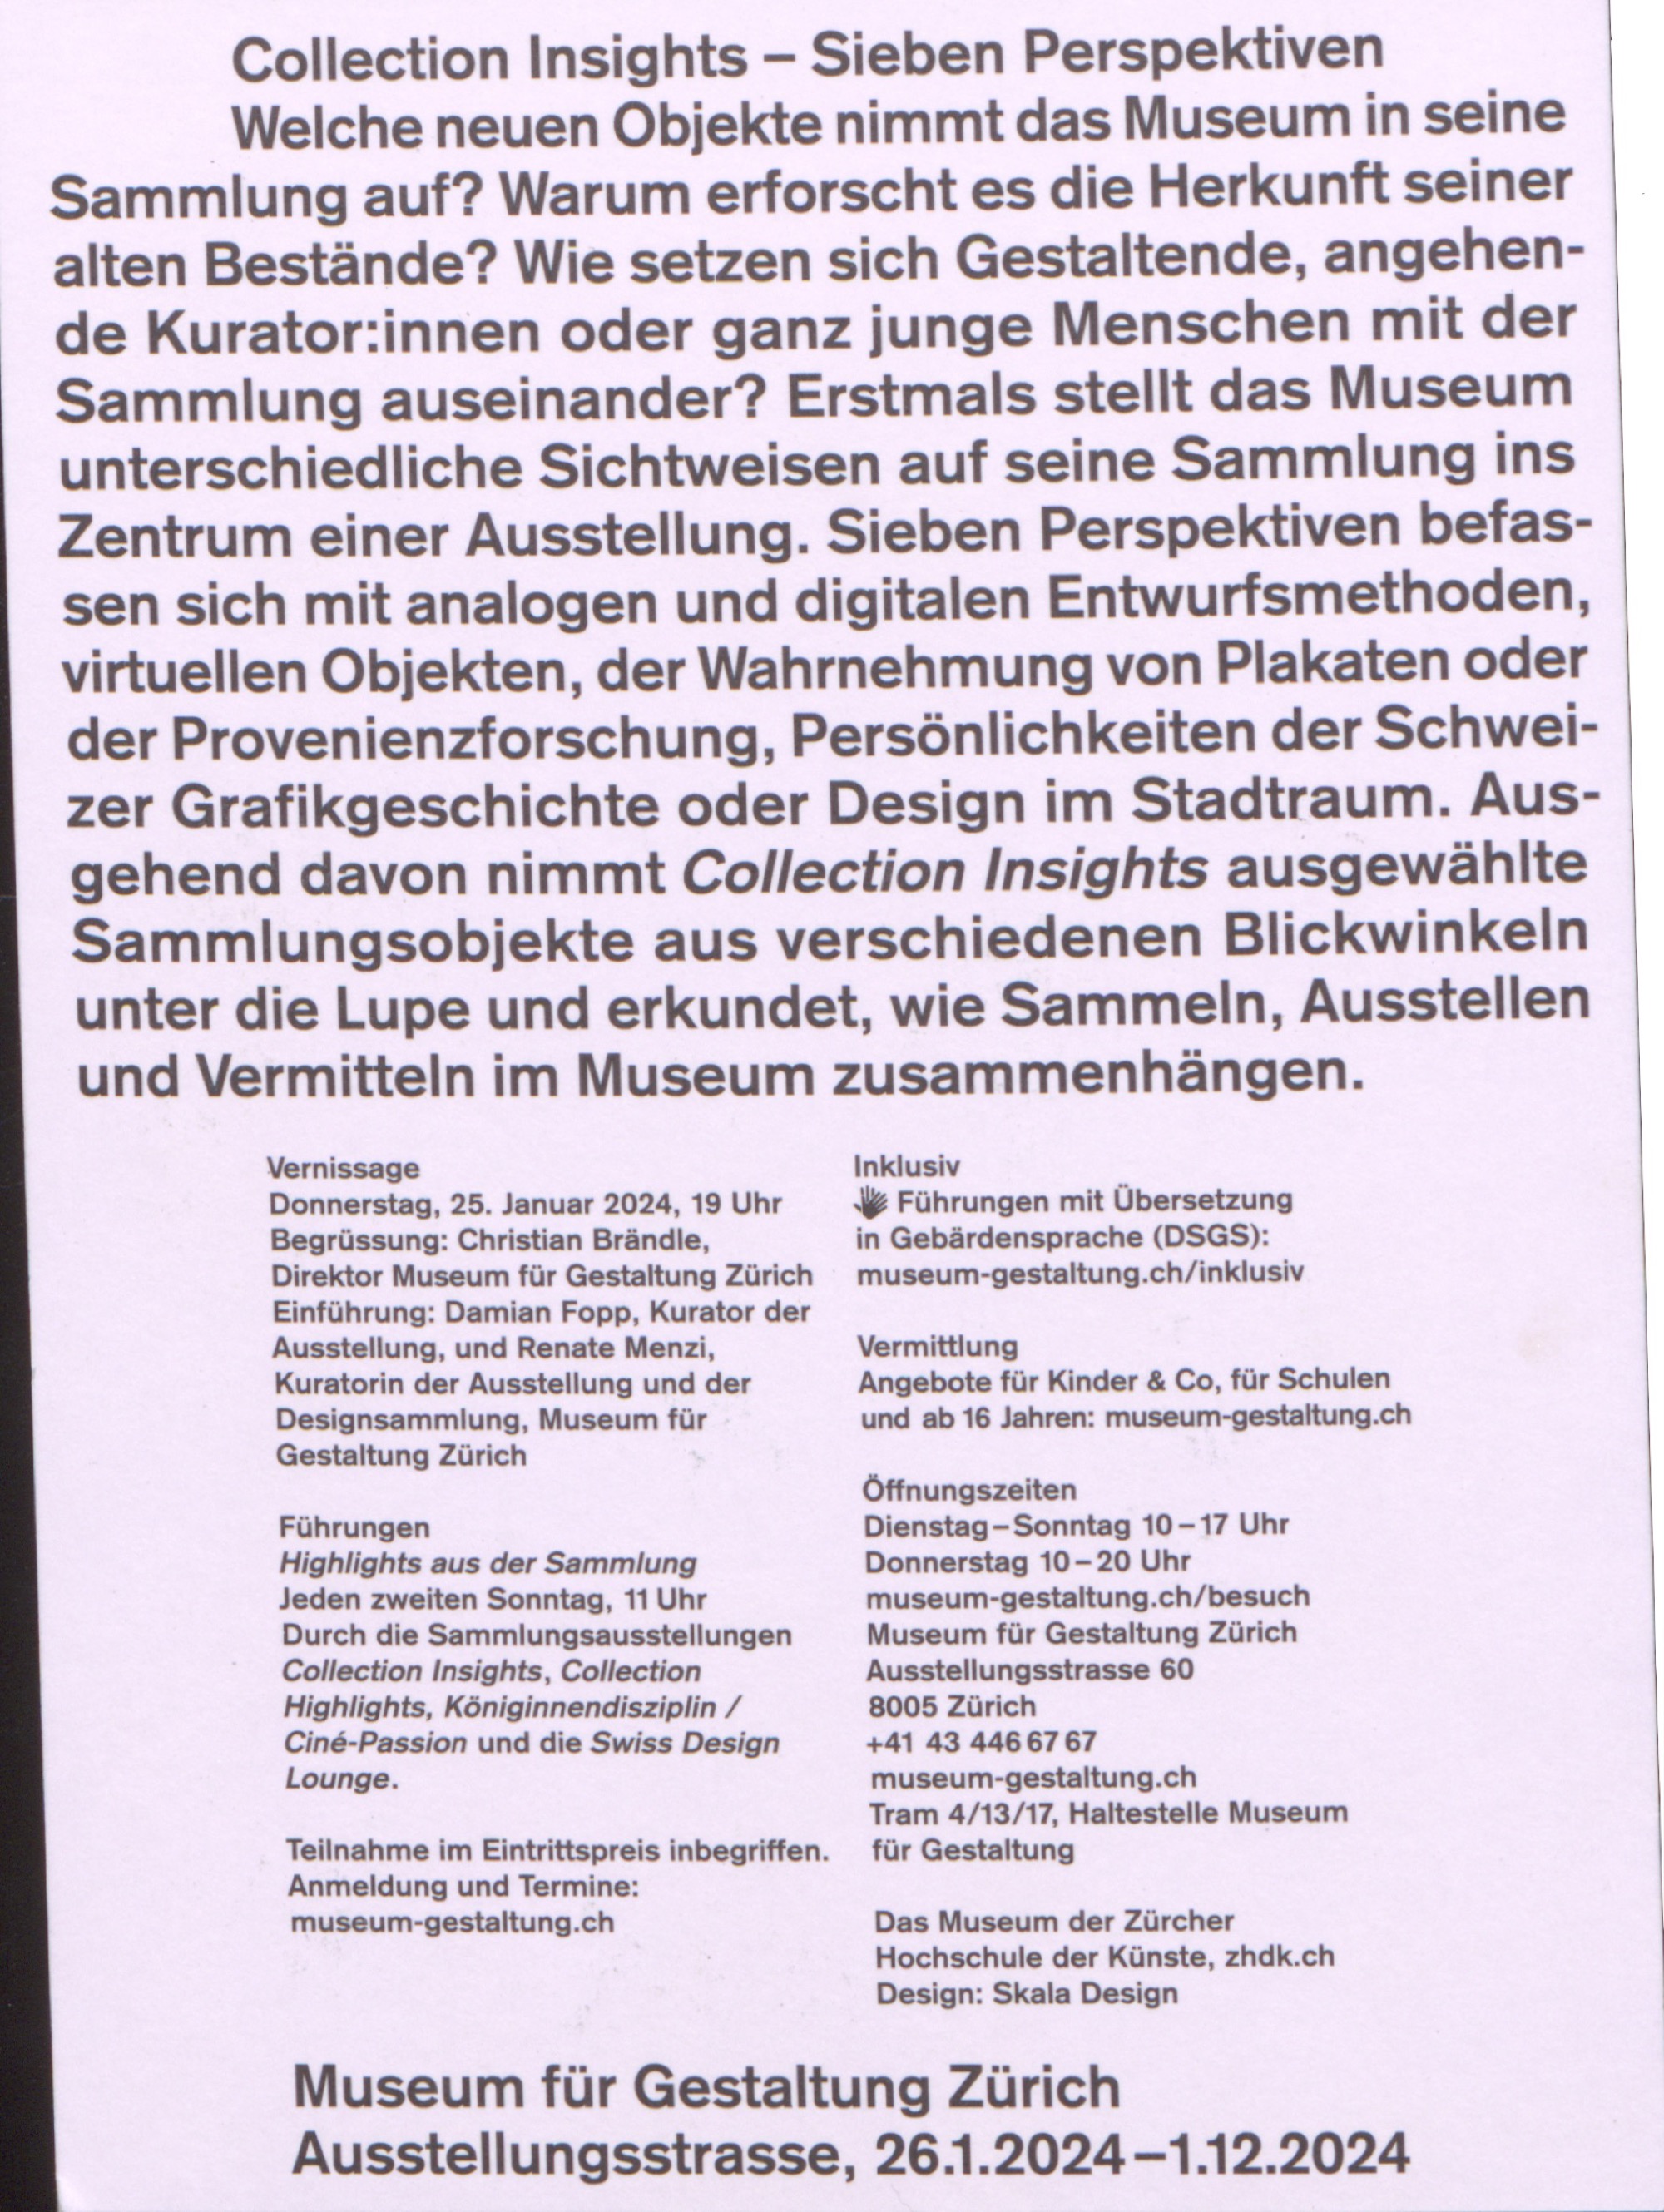 Collection Insights – Sieben Perspektiven
Welche neuen Objekte nimmt das Museum in seine
Sammlung auf? Warum erforscht es die Herkunft seiner
alten Bestände? Wie setzen sich Gestaltende, angehen-
de Kurator:innen oder ganz junge Menschen mit der
Sammlung auseinander? Erstmals stellt das Museum
unterschiedliche Sichtweisen auf seine Sammlung ins
Zentrum einer Ausstellung. Sieben Perspektiven befas-
sen sich mit analogen und digitalen Entwurfsmethoden,
virtuellen Objekten, der Wahrnehmung von Plakaten oder
der Provenienzforschung, Persönlichkeiten der Schwei-
zer Grafikgeschichte oder Design im Stadtraum. Aus-
gehend davon nimmt Collection Insights ausgewählte
Sammlungsobjekte aus verschiedenen Blickwinkeln
unter die Lupe und erkundet, wie Sammeln, Ausstellen
und Vermitteln im Museum zusammenhängen.
Vernissage
Donnerstag, 25. Januar 2024, 19 Uhr
Begrüssung: Christian Brändle,
Direktor Museum für Gestaltung Zürich
Einführung: Damian Fopp, Kurator der
Ausstellung, und Renate Menzi,
Kuratorin der Ausstellung und der
Designsammlung, Museum für
Gestaltung Zürich
Führungen
Highlights aus der Sammlung
Jeden zweiten Sonntag, 11 Uhr
Durch die Sammlungsausstellungen
Collection Insights, Collection
Highlights, Königinnendisziplin /
Ciné-Passion und die Swiss Design
Lounge.
Teilnahme im Eintrittspreis inbegriffen.
Anmeldung und Termine:
museum-gestaltung.ch
Inklusiv
Führungen mit Übersetzung
in Gebärdensprache (DSGS):
museum-gestaltung.ch/inklusiv
Vermittlung
Angebote für Kinder & Co, für Schulen
und ab 16 Jahren: museum-gestaltung.ch
Öffnungszeiten
Dienstag – Sonntag 10 – 17 Uhr
Donnerstag 10 – 20 Uhr
museum-gestaltung.ch/besuch
Museum für Gestaltung Zürich
Ausstellungsstrasse 60
8005 Zürich
+41 43 446 67 67
museum-gestaltung.ch
Tram 4/13/17, Haltestelle Museum
für Gestaltung
Das Museum der Zürcher
Hochschule der Künste, zhdk.ch
Design: Skala Design
Museum für Gestaltung Zürich
Ausstellungsstrasse, 26.1.2024 – 1.12.2024